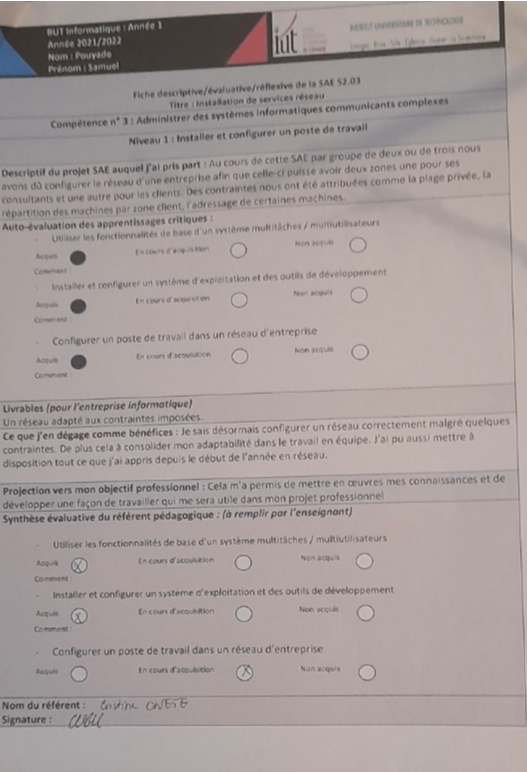 BUT Informatique : Année 1
Année 2021/2022
Nom : Pouyade
Prénom : Samuel
iut
INSTITUT UNIVERSITAIRE DE TECHNOLOGIE
Fiche descriptive/évaluative/réflexive de la SAE S2.03
Titre : Installation de services réseau
Compétence n° 3 : Administrer des systèmes informatiques communicants complexes
Niveau 1 : Installer et configurer un poste de travail
Descriptif du projet SAE auquel j'ai pris part : Au cours de cette SAE par groupe de deux ou de trois nous
avons dû configurer le réseau d'une entreprise afin que celle-ci puisse avoir deux zones une pour ses
consultants et une autre pour les clients. Des contraintes nous ont été attribuées comme la plage privée, la
répartition des machines par zone client, l'adressage de certaines machines.
Auto-évaluation des apprentissages critiques :
- Utiliser les fonctionnalités de base d'un système multitâches / multiutilisateurs
Acquis En cours d'acquisition Non acquis
Comment :
- Installer et configurer un système d'exploitation et des outils de développement
Acquis En cours d'acquisition Non acquis
Comment :
- Configurer un poste de travail dans un réseau d'entreprise
Acquis En cours d'acquisition Non acquis
Comment :
Livrables (pour l'entreprise informatique)
Un réseau adapté aux contraintes imposées.
Ce que j'en dégage comme bénéfices : Je sais désormais configurer un réseau correctement malgré quelques
contraintes. De plus cela à consolider mon adaptabilité dans le travail en équipe. J'ai pu aussi mettre à
disposition tout ce que j'ai appris depuis le début de l'année en réseau.
Projection vers mon objectif professionnel : Cela m'a permis de mettre en œuvres mes connaissances et de
développer une façon de travailler qui me sera utile dans mon projet professionnel
Synthèse évaluative du référent pédagogique : (à remplir par l'enseignant)
- Utiliser les fonctionnalités de base d'un système multitâches / multiutilisateurs
Acquis X En cours d'acquisition Non acquis
Comment :
- Installer et configurer un système d'exploitation et des outils de développement
Acquis X En cours d'acquisition Non acquis
Comment :
- Configurer un poste de travail dans un réseau d'entreprise
Acquis En cours d'acquisition X Non acquis
Nom du référent : Cristina ONETE
Signature :